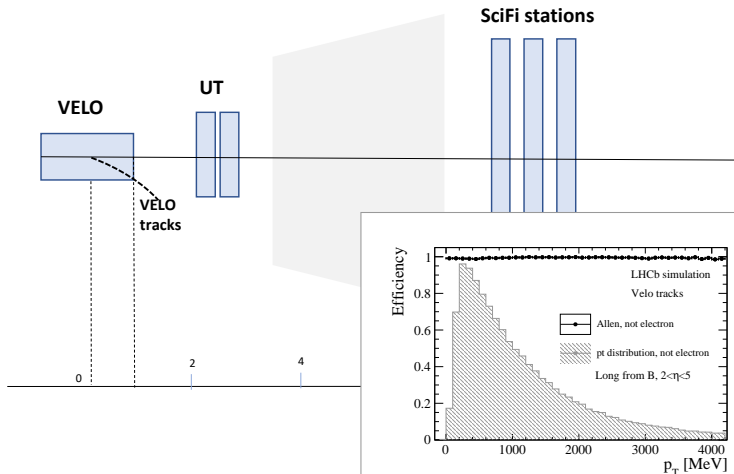 SciFi stations
UT
VELO
VELO
tracks
0
2
4
Efficiency
1
0.8
0.6
0.4
0.2
0
LHCb simulation
Velo tracks
Allen, not electron
pt distribution, not electron
Long from B, 2<η<5
0 1000 2000 3000 4000
p_T [MeV]